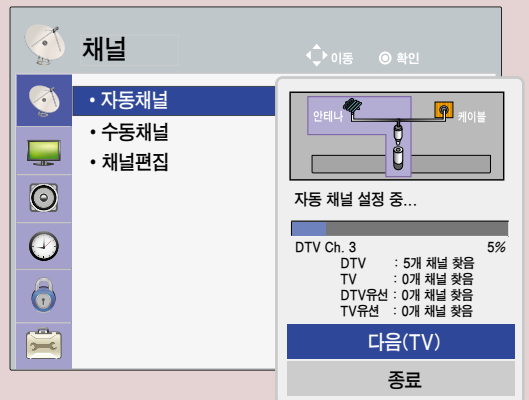 채널
이동 확인
• 자동채널
• 수동채널
• 채널편집
안테나
케이블
자동 채널 설정 중...
DTV Ch. 3 5%
DTV : 5개 채널 찾음
TV : 0개 채널 찾음
DTV유선 : 0개 채널 찾음
TV유선 : 0개 채널 찾음
다음(TV)
종료